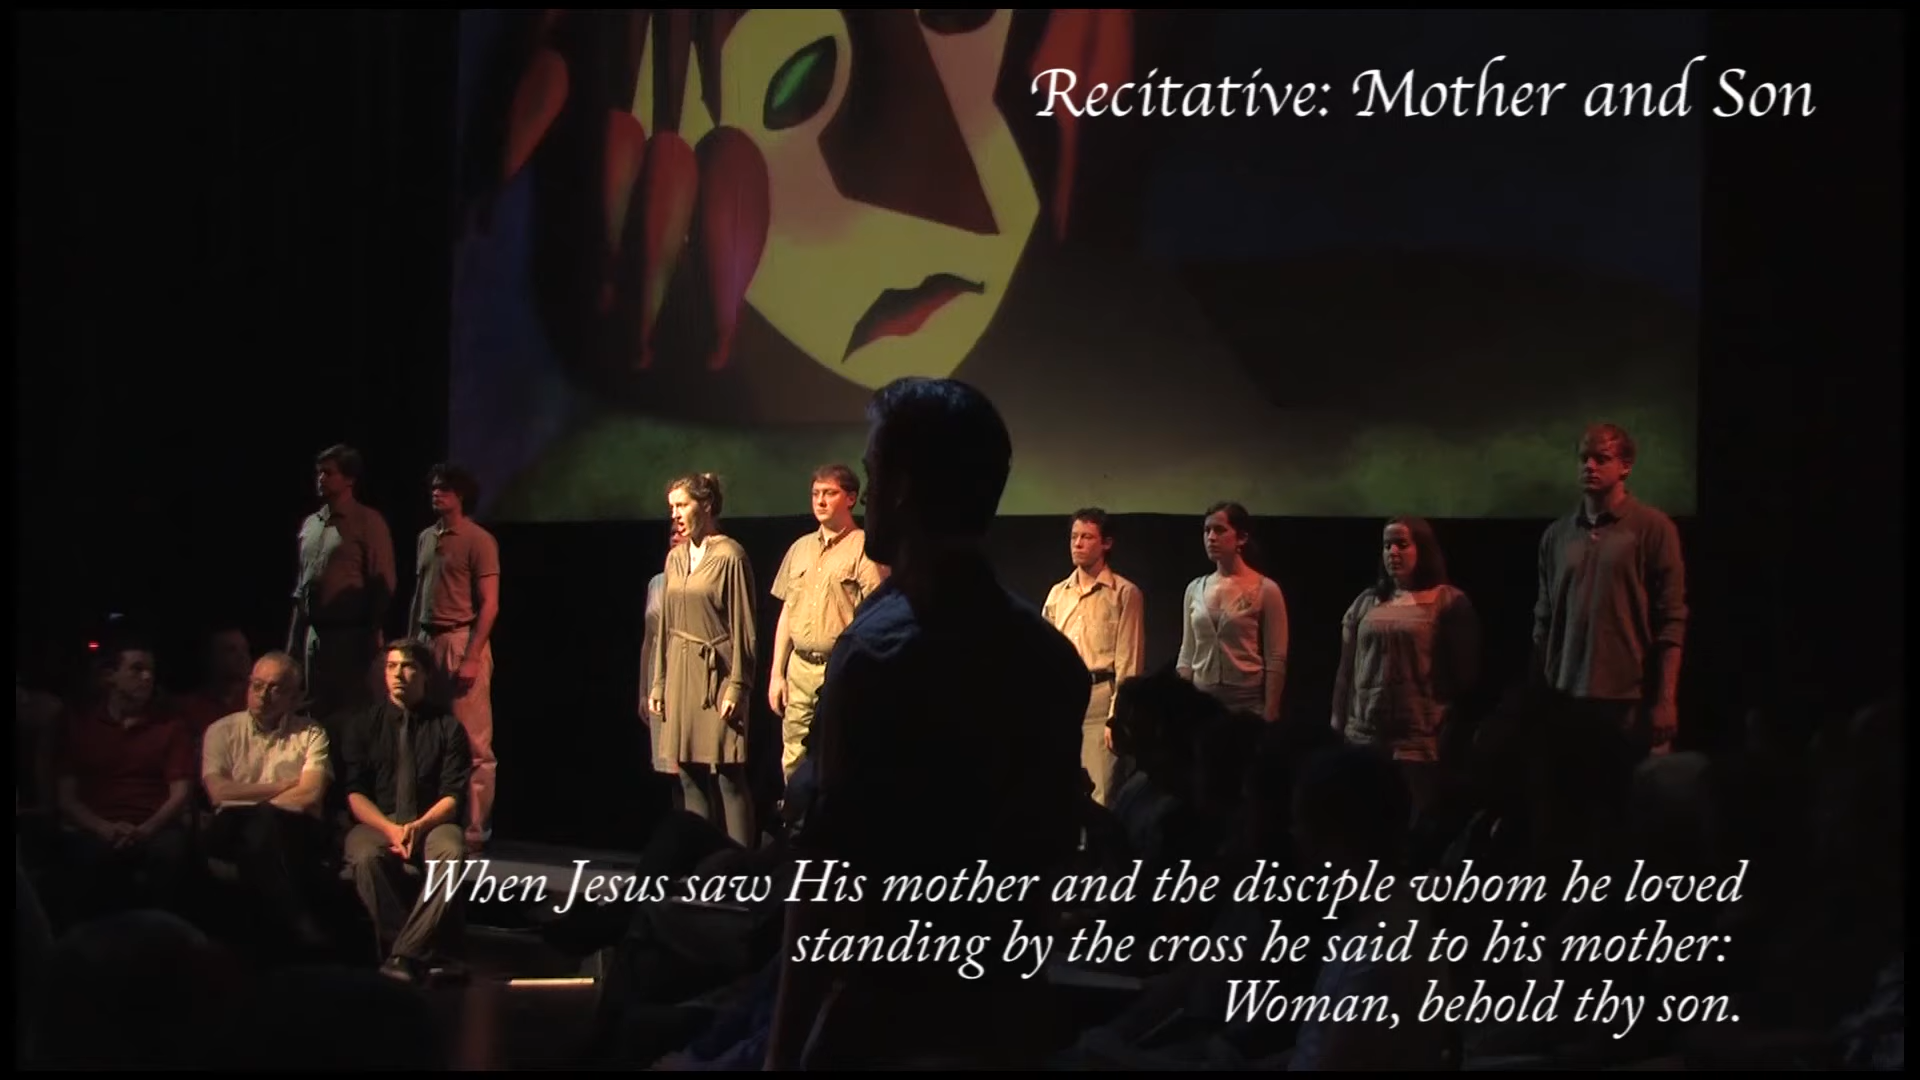 Recitative: Mother and Son
When Jesus saw His mother and the disciple whom he loved
standing by the cross he said to his mother:
Woman, behold thy son.